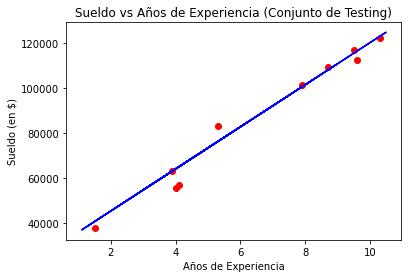 Sueldo vs Años de Experiencia (Conjunto de Testing)
120000
100000
80000
60000
40000
Sueldo (en $)
2 4 6 8 10
Años de Experiencia